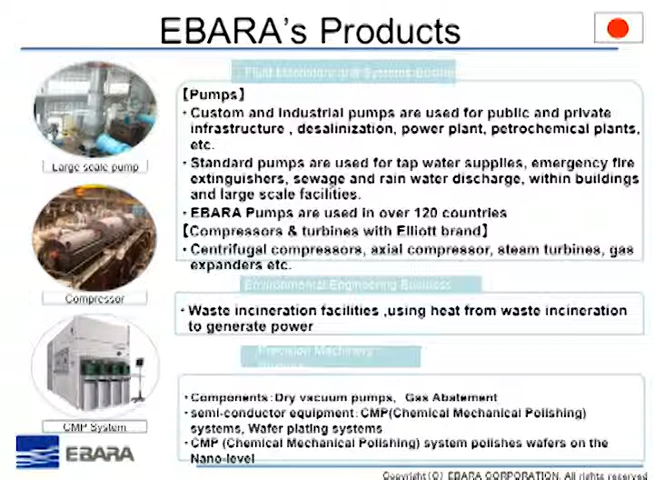 EBARA's Products
Fluid Machinery and Systems Business
【Pumps】
・Custom and Industrial pumps are used for public and private
infrastructure , desalinization, power plant, petrochemical plants,
etc.
・Standard pumps are used for tap water supplies, emergency fire
extinguishers, sewage and rain water discharge, within buildings
and large scale facilities.
・EBARA Pumps are used in over 120 countries
【Compressors & turbines with Elliott brand】
・Centrifugal compressors, axial compressor, steam turbines, gas
expanders etc.
Large scale pump
Compressor
CMP System
Environmental Engineering Business
・Waste incineration facilities ,using heat from waste incineration
to generate power
Precision Machinery
Business
・Components:Dry vacuum pumps, Gas Abatement
・semi-conductor equipment:CMP(Chemical Mechanical Polishing)
systems, Wafer plating systems
・CMP (Chemical Mechanical Polishing) system polishes wafers on the
Nano-level
EBARA
Copyright(C) EBARA CORPORATION, All rights reserved